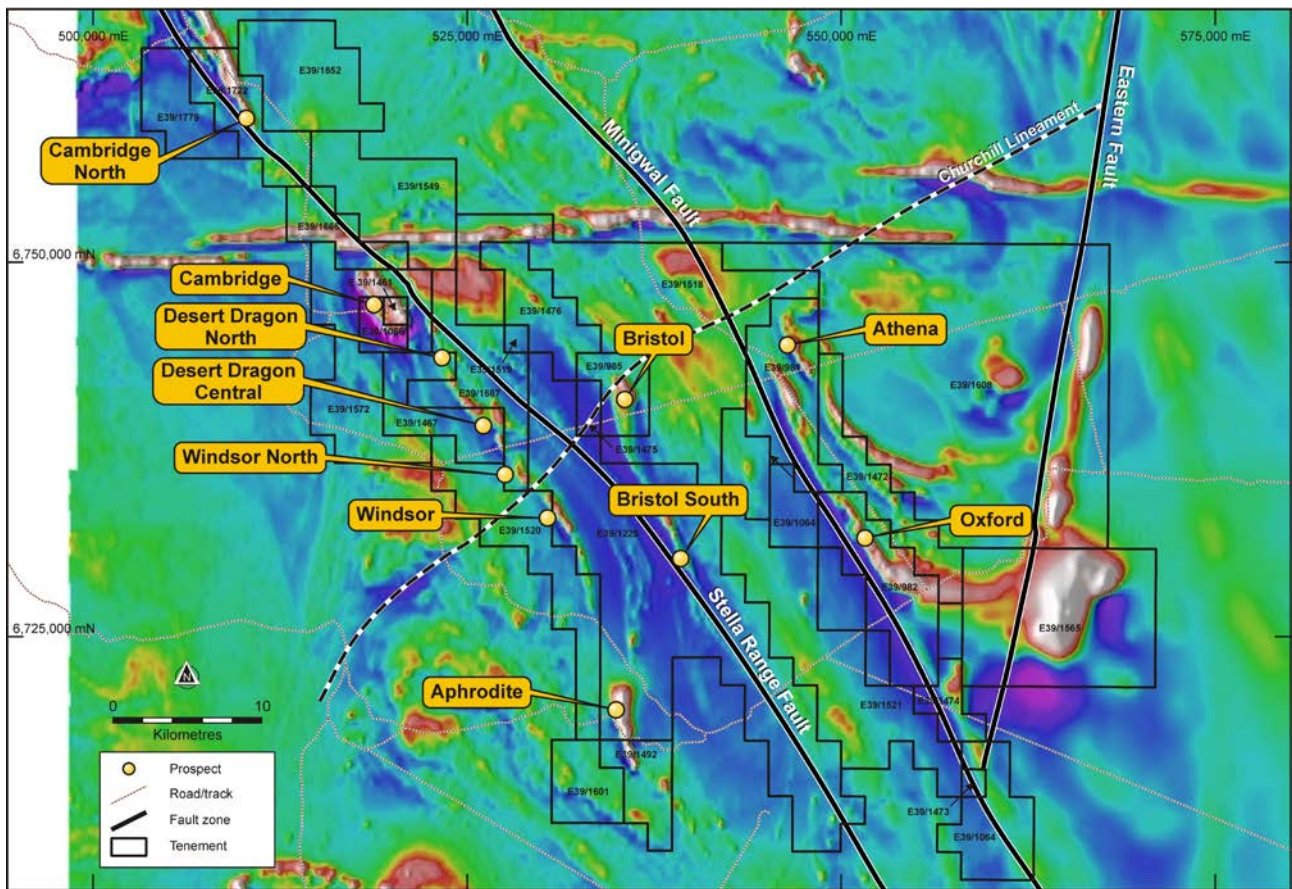 500,000 mE
525,000 mE
550,000 mE
575,000 mE
E39/1852
E39/1779
Cambridge
North
Minigwal Fault
Eastern Fault
Churchill Lineament
E39/1549
E39/1666
6,750,000 mN
Cambridge
E39/1461
E39/1518
Desert Dragon
North
E39/1476
Bristol
Athena
E39/1519
E39/985
Desert Dragon
Central
E39/1667
E39/1608
E39/1572
E39/1467
E39/1475
Windsor North
E39/1472
Bristol South
Windsor
E39/1520
E39/1225
E39/1064
Oxford
E39/982
6,725,000 mN
Stella Range Fault
E39/1565
Aphrodite
E39/1521
E39/1492
E39/1601
E39/1473
E39/1064
N
0
10
Kilometres
Prospect
Road/track
Fault zone
Tenement